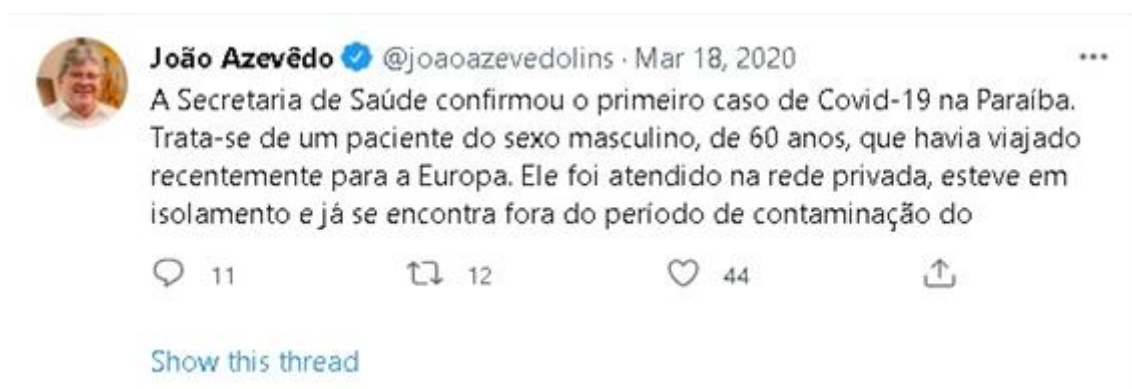 João Azevêdo @joaoazevedolins · Mar 18, 2020
A Secretaria de Saúde confirmou o primeiro caso de Covid-19 na Paraíba.
Trata-se de um paciente do sexo masculino, de 60 anos, que havia viajado
recentemente para a Europa. Ele foi atendido na rede privada, esteve em
isolamento e já se encontra fora do período de contaminação do
11 12 44
Show this thread